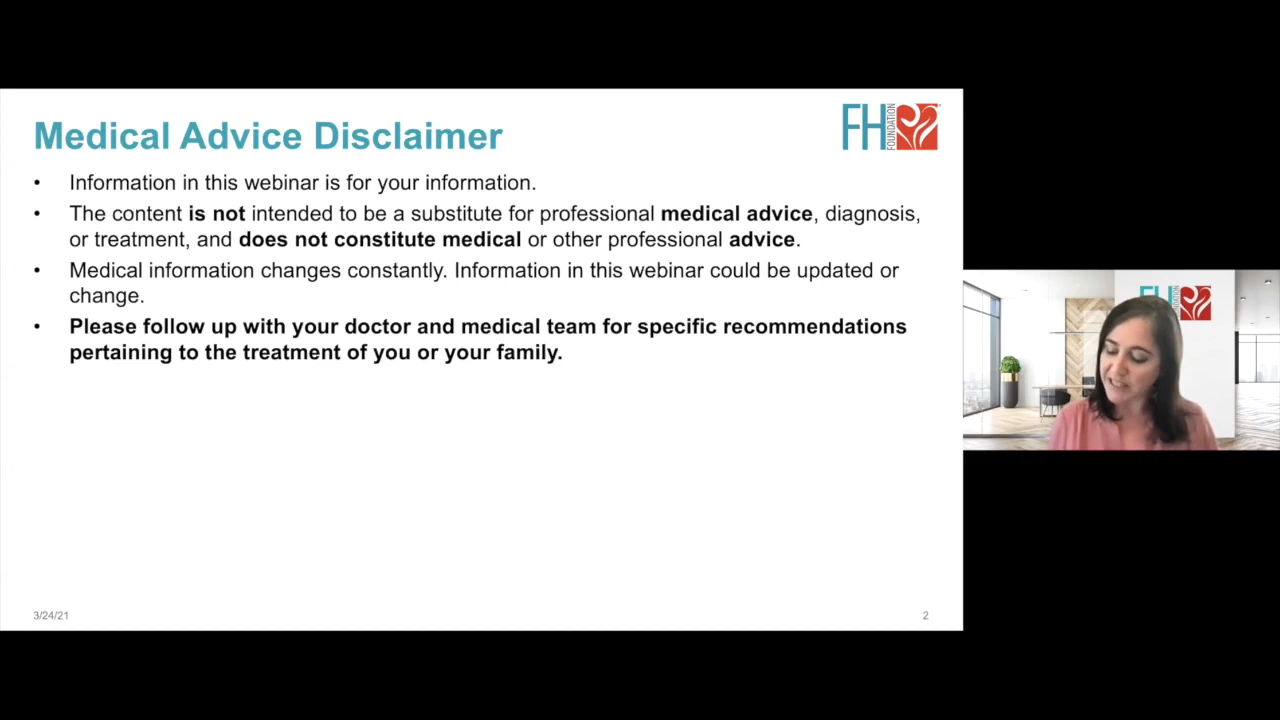 Medical Advice Disclaimer
FH FOUNDATION
• Information in this webinar is for your information.
• The content is not intended to be a substitute for professional medical advice, diagnosis,
or treatment, and does not constitute medical or other professional advice.
• Medical information changes constantly. Information in this webinar could be updated or
change.
• Please follow up with your doctor and medical team for specific recommendations
pertaining to the treatment of you or your family.
FH
3/24/21
2